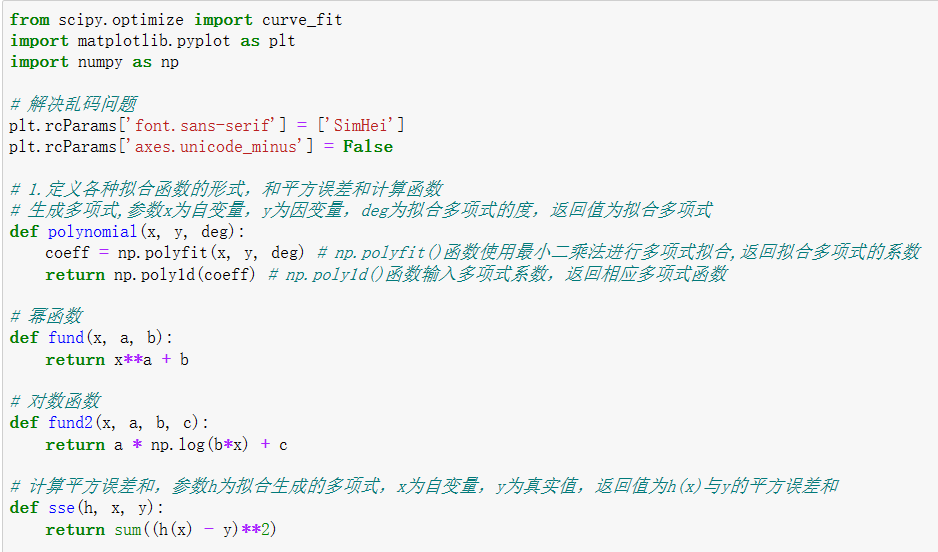 from scipy.optimize import curve_fit
import matplotlib.pyplot as plt
import numpy as np
# 解决乱码问题
plt.rcParams['font.sans-serif'] = ['SimHei']
plt.rcParams['axes.unicode_minus'] = False
# 1.定义各种拟合函数的形式，和平方误差和计算函数
# 生成多项式,参数x为自变量，y为因变量，deg为拟合多项式的度，返回值为拟合多项式
def polynomial(x, y, deg):
    coeff = np.polyfit(x, y, deg) # np.polyfit()函数使用最小二乘法进行多项式拟合,返回拟合多项式的系数
    return np.poly1d(coeff) # np.poly1d()函数输入多项式系数，返回相应多项式函数
# 幂函数
def fund(x, a, b):
    return x**a + b
# 对数函数
def fund2(x, a, b, c):
    return a * np.log(b*x) + c
# 计算平方误差和，参数h为拟合生成的多项式，x为自变量，y为真实值，返回值为h(x)与y的平方误差和
def sse(h, x, y):
    return sum((h(x) - y)**2)